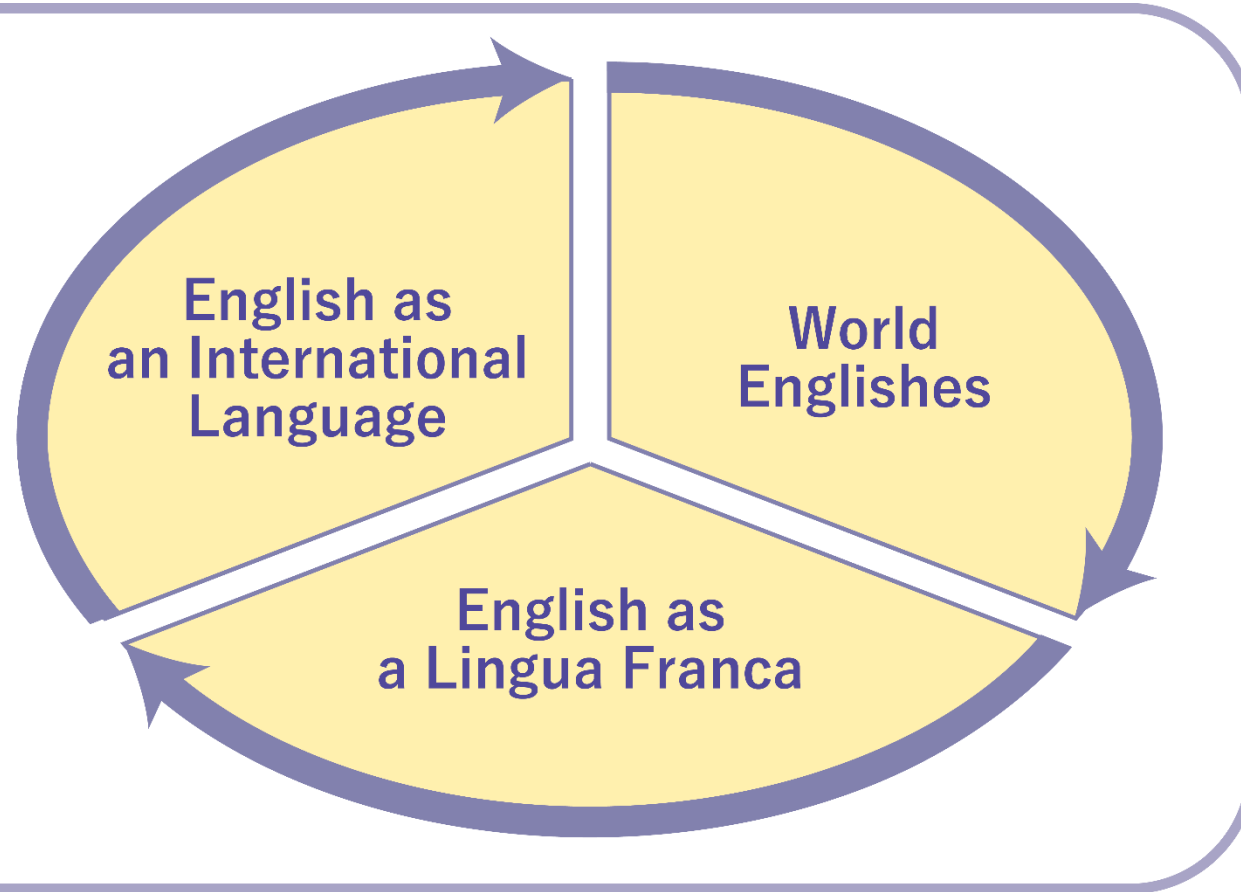 English as
an International
Language
World
Englishes
English as
a Lingua Franca